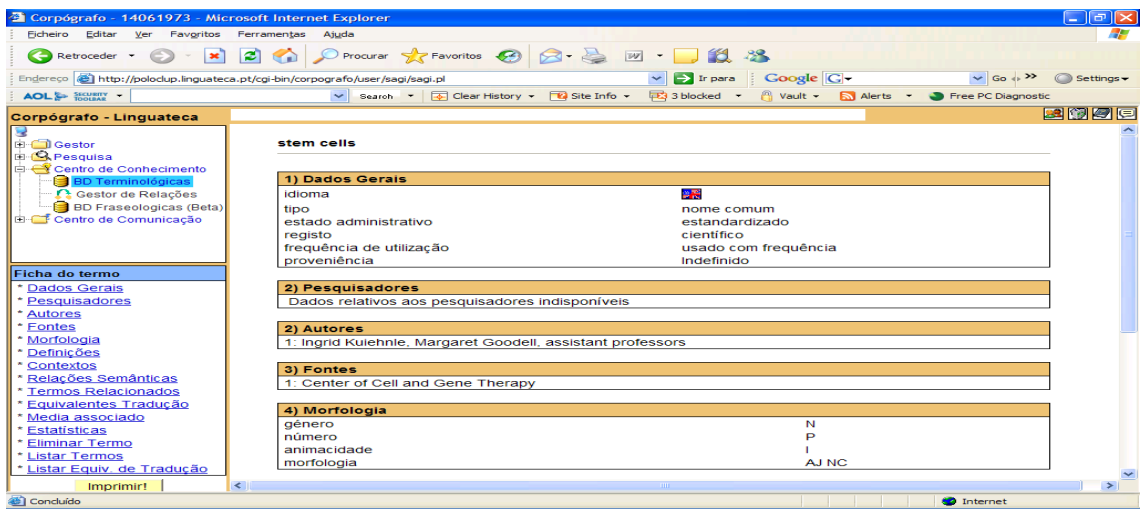 Corpógrafo - 14061973 - Microsoft Internet Explorer
Ficheiro Editar Ver Favoritos Ferramentas Ajuda
Retroceder Procurar Favoritos
Endereço http://poloclup.linguateca.pt/cgi-bin/corpografo/user/sagi/sagi.pl Ir para Google G Go Settings
AOL SECURITY TOOLBAR Search Clear History Site Info 3 blocked Vault Alerts Free PC Diagnostic
Corpógrafo - Linguateca
Gestor
Pesquisa
Centro de Conhecimento
BD Terminológicas
Gestor de Relações
BD Fraseologicas (Beta)
Centro de Comunicação
Ficha do termo
* Dados Gerais
* Pesquisadores
* Autores
* Fontes
* Morfologia
* Definições
* Contextos
* Relações Semânticas
* Termos Relacionados
* Equivalentes Tradução
* Media associado
* Estatísticas
* Eliminar Termo
* Listar Termos
* Listar Equiv. de Tradução
Imprimir!
stem cells
1) Dados Gerais
idioma
tipo nome comum
estado administrativo estandardizado
registo científico
frequência de utilização usado com frequência
proveniência Indefinido
2) Pesquisadores
Dados relativos aos pesquisadores indisponíveis
2) Autores
1: Ingrid Kuiehnle, Margaret Goodell, assistant professors
3) Fontes
1: Center of Cell and Gene Therapy
4) Morfologia
género N
número P
animacidade I
morfologia AJ NC
Concluído Internet